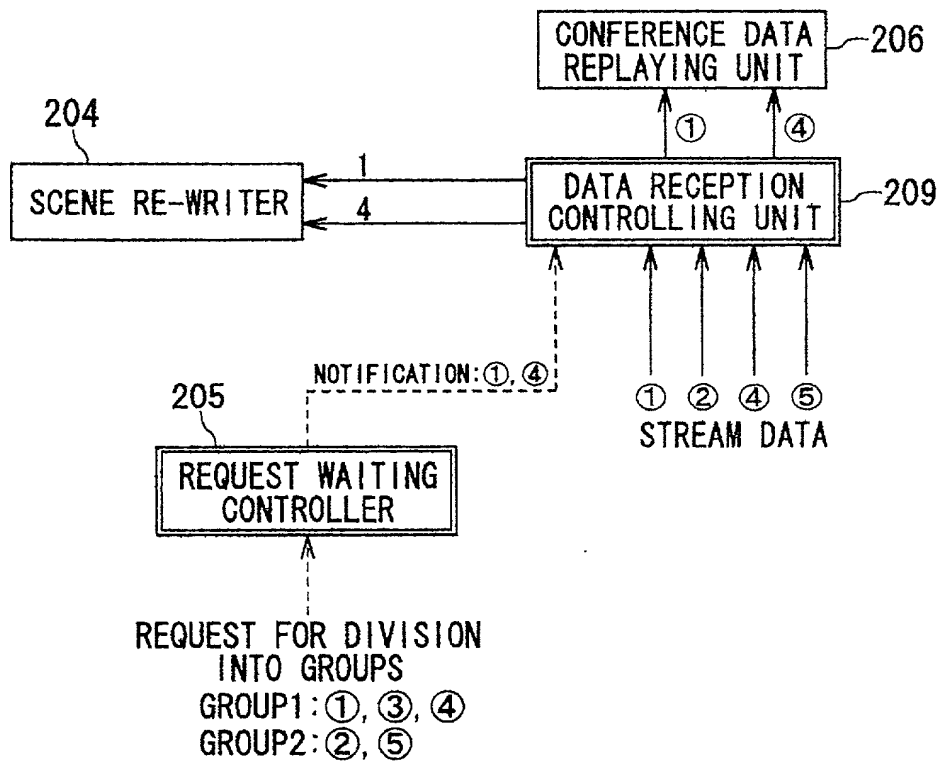 CONFERENCE DATA
REPLAYING UNIT
206
① ④
204
SCENE RE-WRITER
1
4
DATA RECEPTION
CONTROLLING UNIT
209
NOTIFICATION:①, ④
① ② ④ ⑤
STREAM DATA
205
REQUEST WAITING
CONTROLLER
REQUEST FOR DIVISION
INTO GROUPS
GROUP1:①, ③, ④
GROUP2:②, ⑤